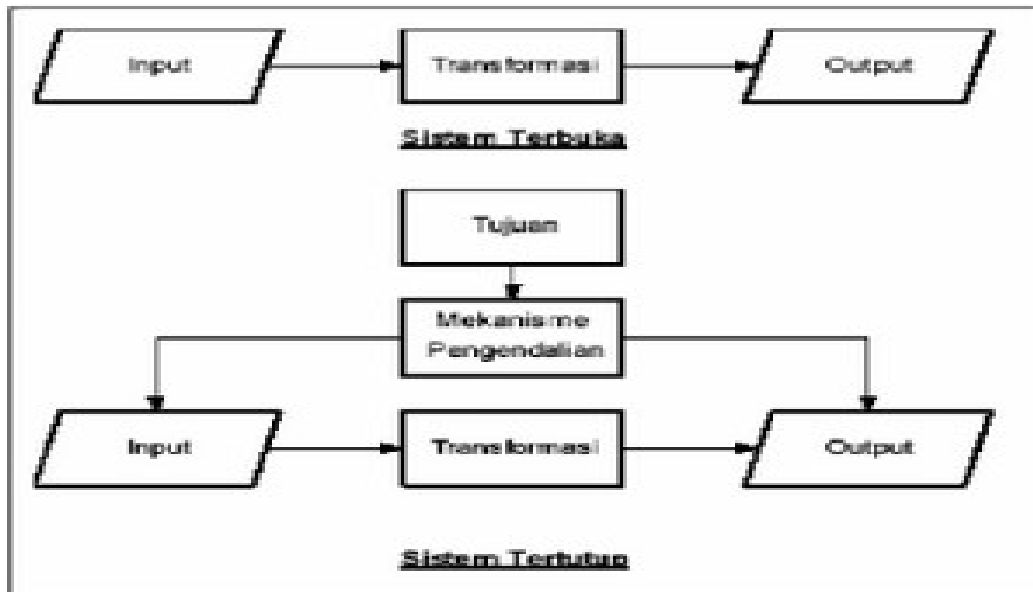 Input
Transformasi
Output
Sistem Terbuka
Tujuan
Mekanisme
Pengendalian
Input
Transformasi
Output
Sistem Tertutup